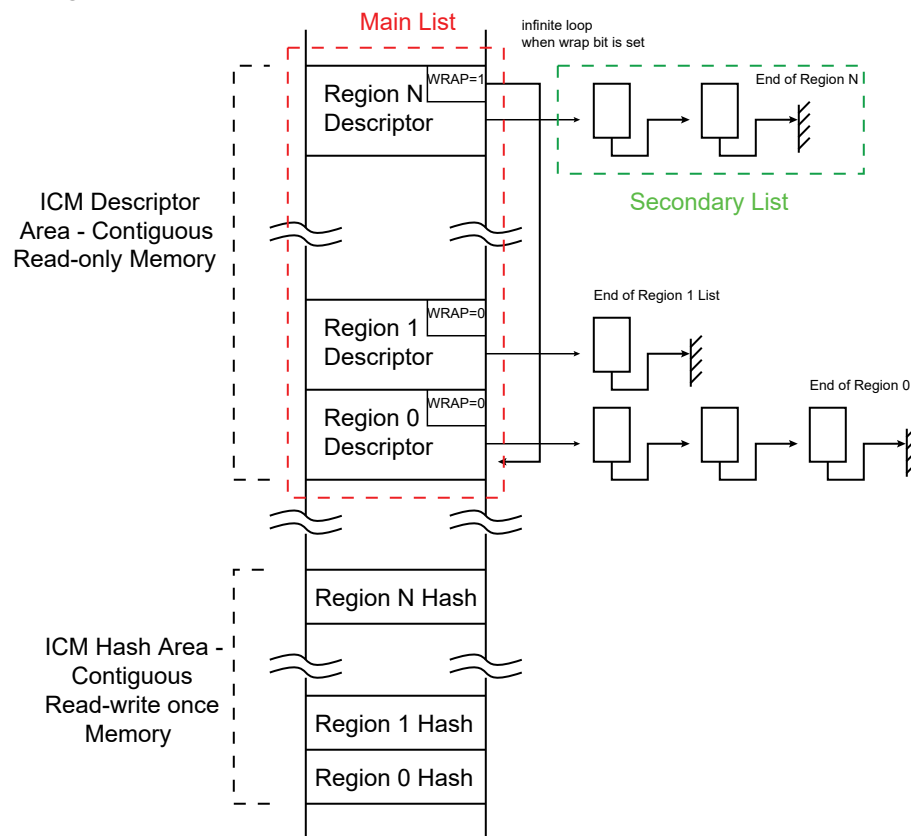 Main List
infinite loop
when wrap bit is set
WRAP=1
Region N
Descriptor
End of Region N
Secondary List
ICM Descriptor
Area - Contiguous
Read-only Memory
End of Region 1 List
WRAP=0
Region 1
Descriptor
End of Region 0
WRAP=0
Region 0
Descriptor
Region N Hash
ICM Hash Area -
Contiguous
Read-write once
Memory
Region 1 Hash
Region 0 Hash